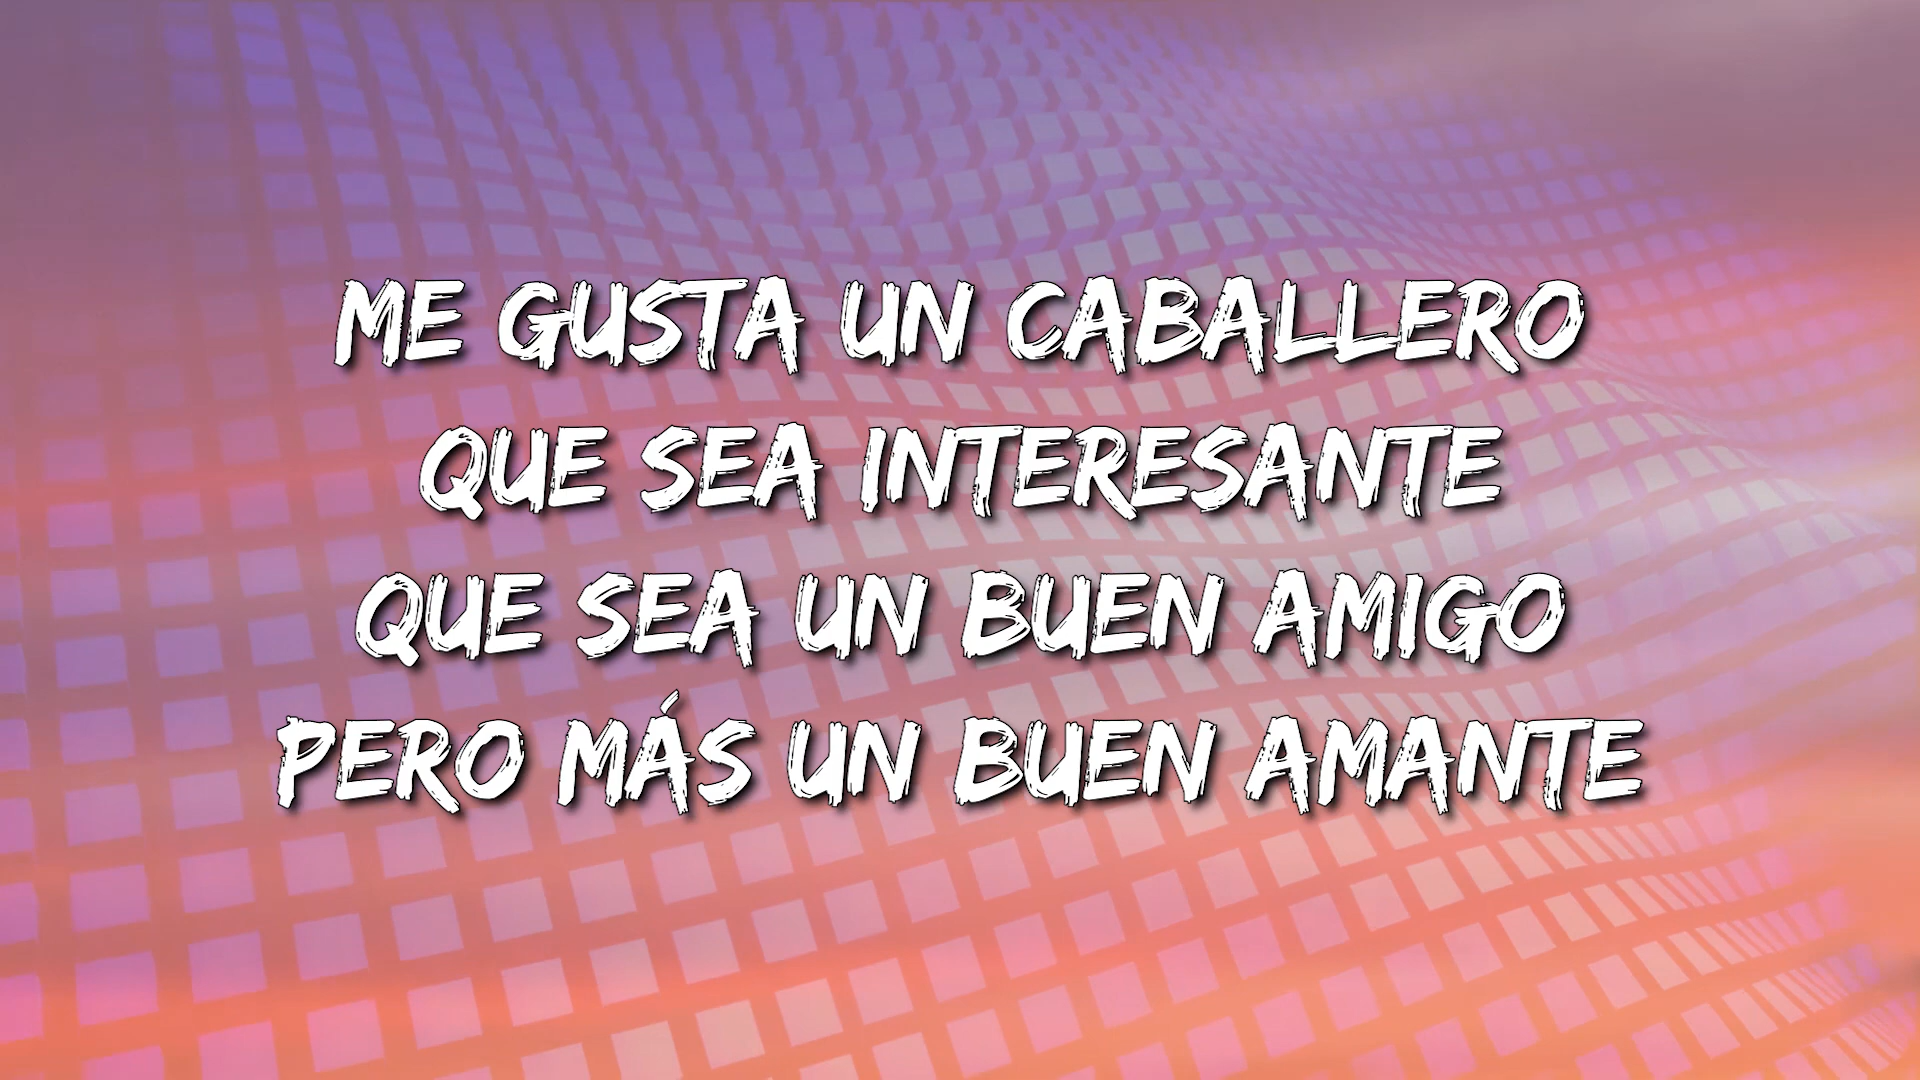 ME GUSTA UN CABALLERO
QUE SEA INTERESANTE
QUE SEA UN BUEN AMIGO
PERO MÁS UN BUEN AMANTE